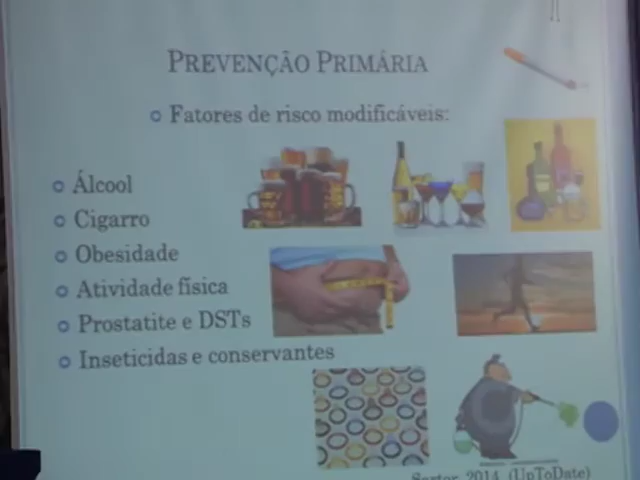 PREVENÇÃO PRIMÁRIA
Fatores de risco modificáveis:
Álcool
Cigarro
Obesidade
Atividade física
Prostatite e DSTs
Inseticidas e conservantes
2014 (UpToDate)